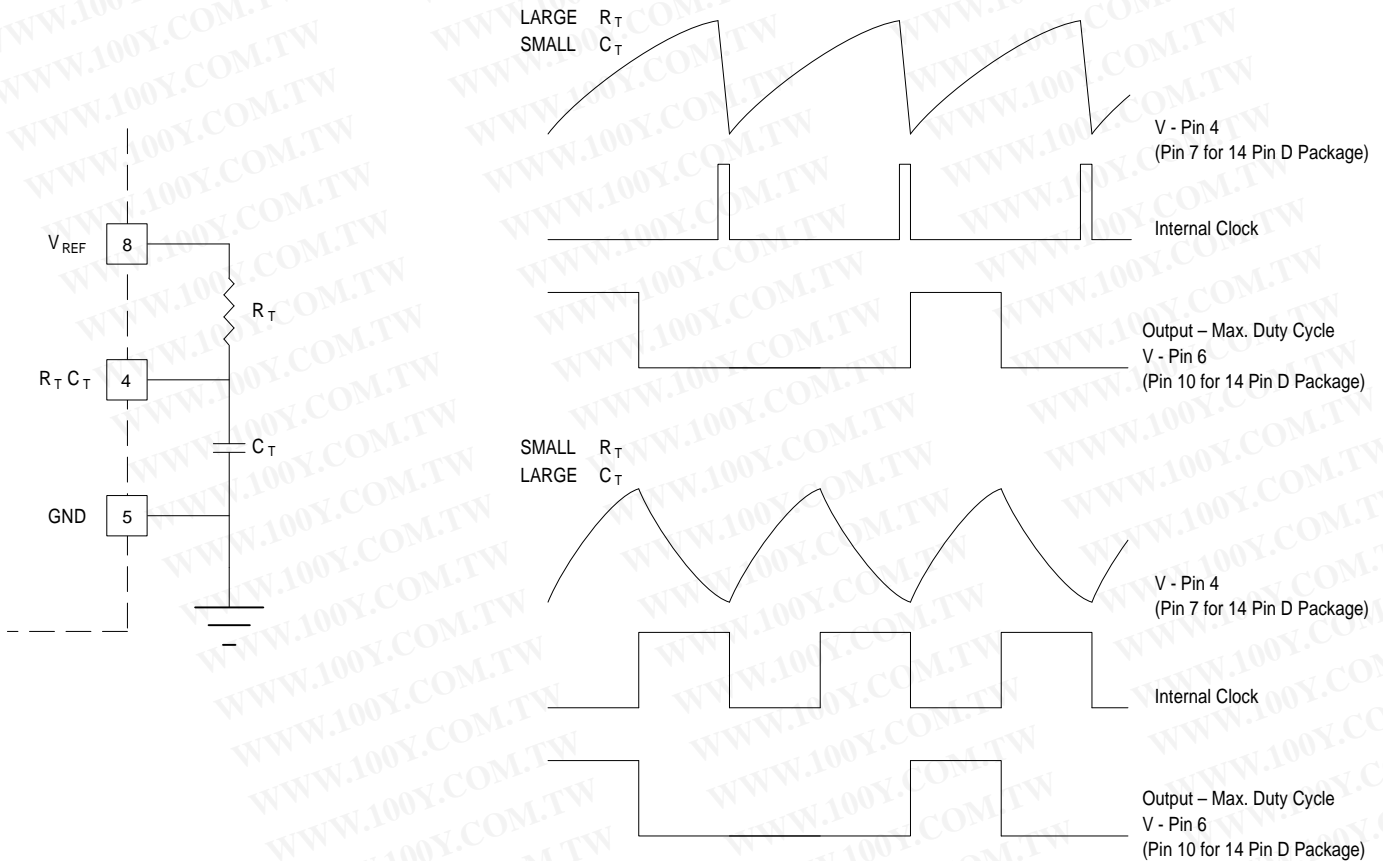 V REF
8
R T
R T C T
4
C T
GND
5
LARGE R T
SMALL C T
V - Pin 4
(Pin 7 for 14 Pin D Package)
Internal Clock
Output – Max. Duty Cycle
V - Pin 6
(Pin 10 for 14 Pin D Package)
SMALL R T
LARGE C T
V - Pin 4
(Pin 7 for 14 Pin D Package)
Internal Clock
Output – Max. Duty Cycle
V - Pin 6
(Pin 10 for 14 Pin D Package)
WWW.100Y.COM.TW